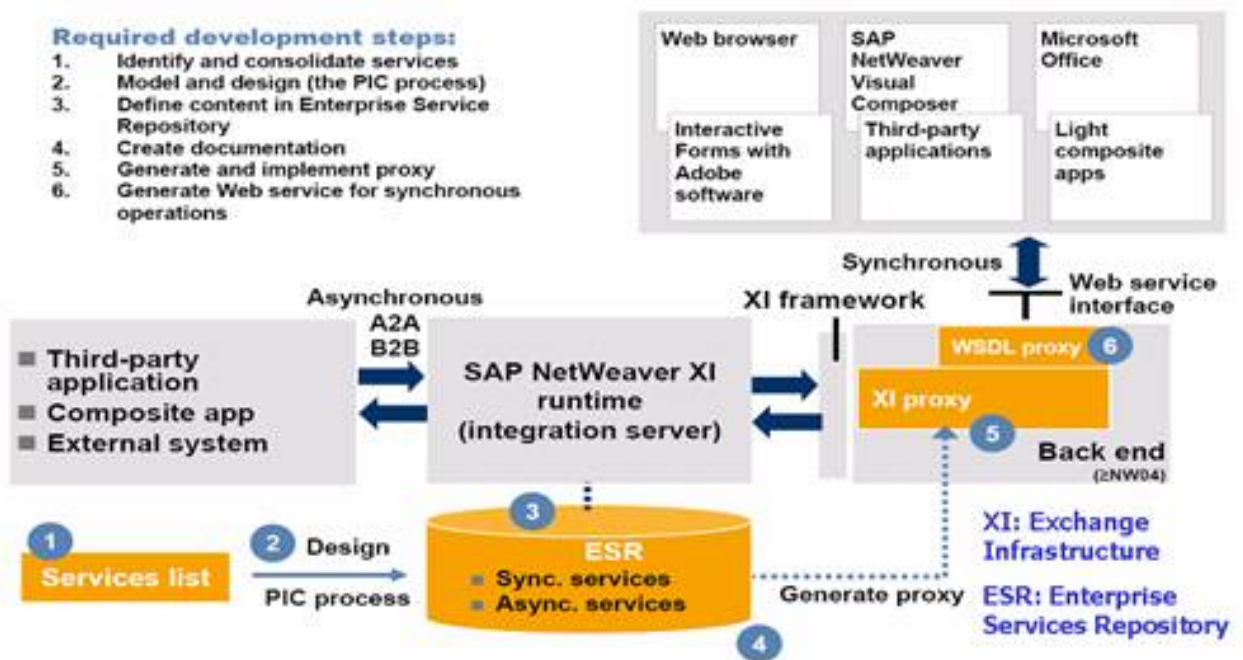 Required development steps:
1. Identify and consolidate services
2. Model and design (the PIC process)
3. Define content in Enterprise Service
Repository
4. Create documentation
5. Generate and implement proxy
6. Generate Web service for synchronous
operations
Web browser
SAP
NetWeaver
Visual
Composer
Microsoft
Office
Interactive
Forms with
Adobe
software
Third-party
applications
Light
composite
apps
Synchronous
Web service
interface
Asynchronous
A2A
B2B
XI framework
Third-party
application
Composite app
External system
SAP NetWeaver XI
runtime
(integration server)
WSDL proxy 6
XI proxy
5
Back end
(≥NW04)
1
Services list
2 Design
PIC process
3
ESR
Sync. services
Async. services
4
Generate proxy
XI: Exchange
Infrastructure
ESR: Enterprise
Services Repository